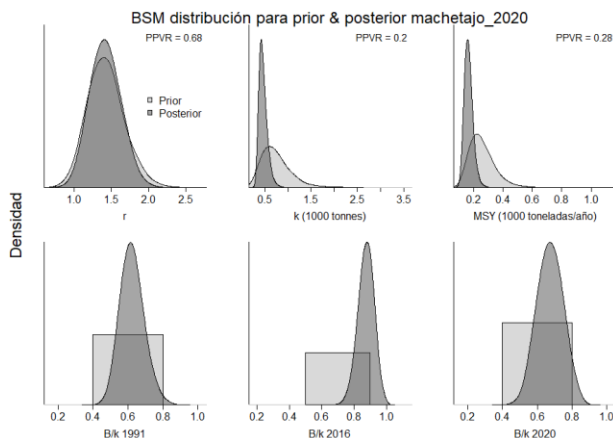 BSM distribución para prior & posterior machetajo_2020
PPVR = 0.68
PPVR = 0.2
PPVR = 0.28
Prior
Posterior
1.0 1.5 2.0 2.5
0.5 1.5 2.5 3.5
0.2 0.4 0.6 0.8 1.0
r
k (1000 tonnes)
MSY (1000 toneladas/año)
Densidad
0.2 0.4 0.6 0.8 1.0
0.2 0.4 0.6 0.8 1.0
0.2 0.4 0.6 0.8 1.0
B/k 1991
B/k 2016
B/k 2020